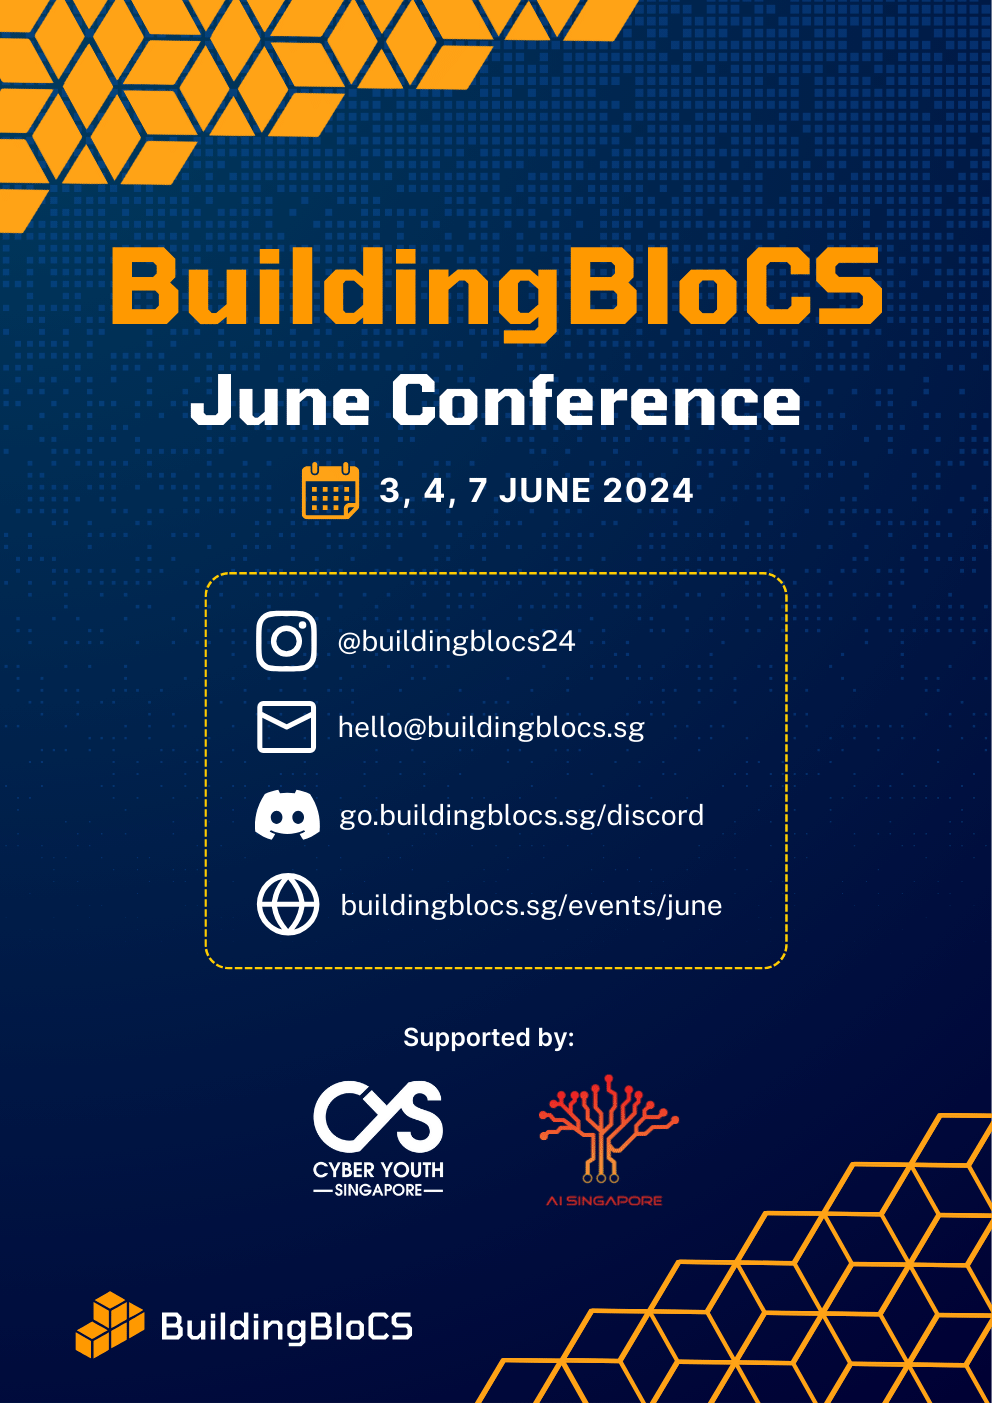 BuildingBloCS
June Conference
3, 4, 7 JUNE 2024
@buildingblocs24
hello@buildingblocs.sg
go.buildingblocs.sg/discord
buildingblocs.sg/events/june
Supported by:
CYS
CYBER YOUTH
SINGAPORE
AI SINGAPORE
BuildingBloCS